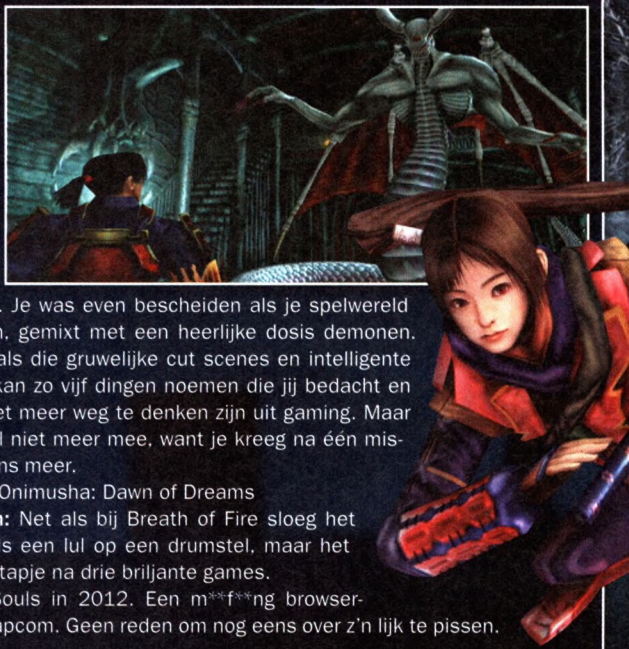 . Je was even bescheiden als je spelwereld
, gemixt met een heerlijke dosis demonen.
als die gruwelijke cut scenes en intelligente
kan zo vijf dingen noemen die jij bedacht en
et meer weg te denken zijn uit gaming. Maar
l niet meer mee, want je kreeg na één mis-
ns meer.
Onimusha: Dawn of Dreams
: Net als bij Breath of Fire sloeg het
is een lul op een drumstel, maar het
tapje na drie briljante games.
Souls in 2012. Een m**f**ng browser-
apcom. Geen reden om nog eens over z'n lijk te pissen.